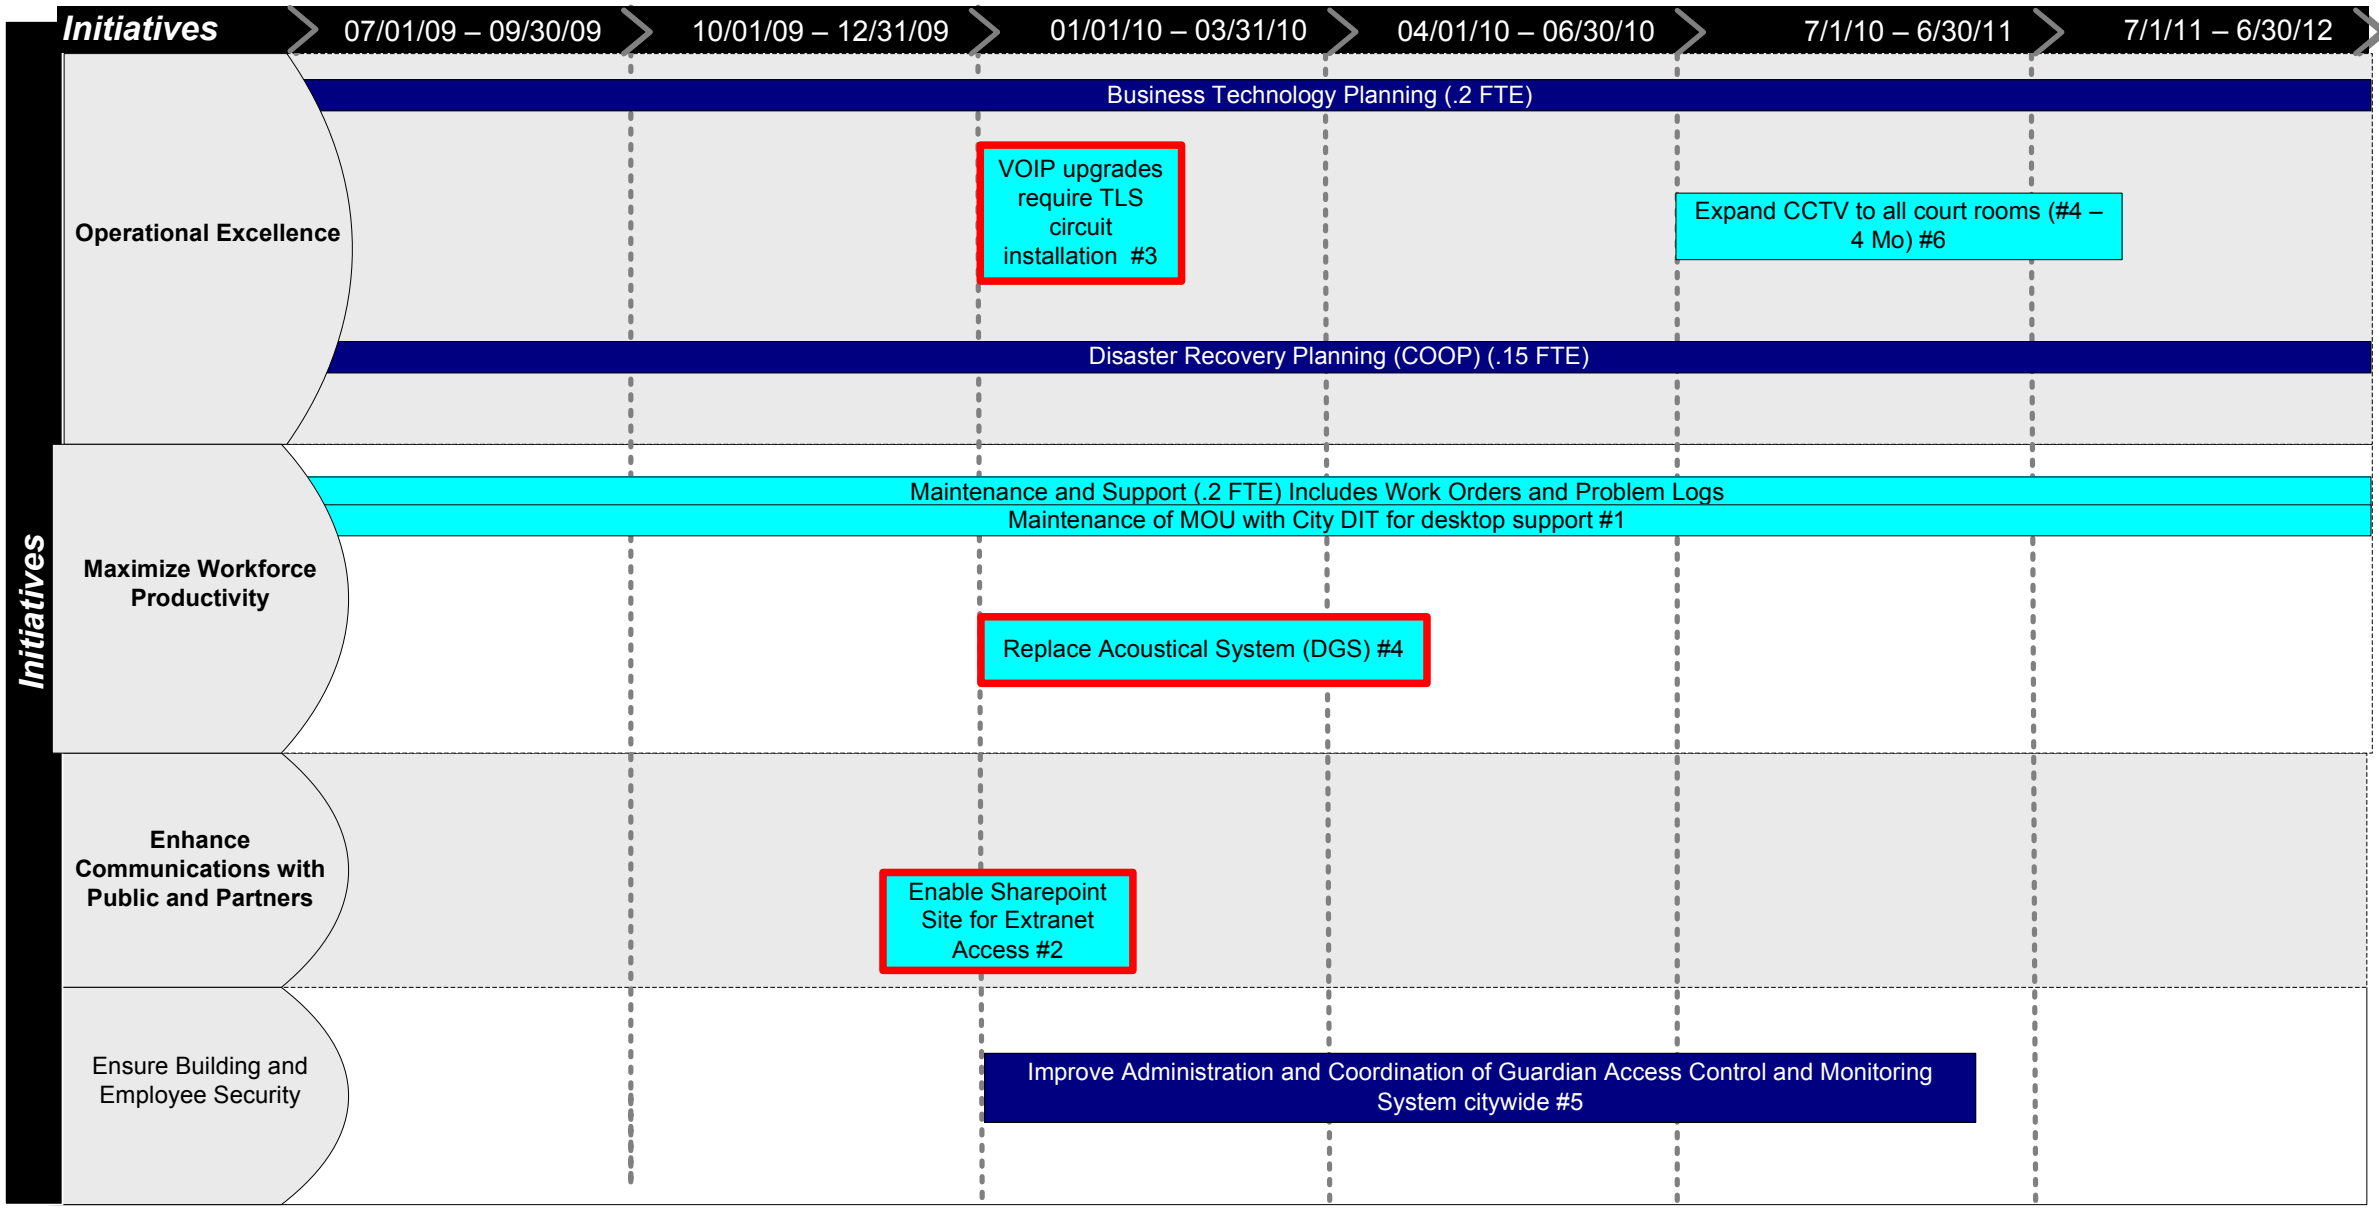 Initiatives
07/01/09 – 09/30/09
10/01/09 – 12/31/09
01/01/10 – 03/31/10
04/01/10 – 06/30/10
7/1/10 – 6/30/11
7/1/11 – 6/30/12
Initiatives
Operational Excellence
Business Technology Planning (.2 FTE)
VOIP upgrades
require TLS
circuit
installation #3
Expand CCTV to all court rooms (#4 –
4 Mo) #6
Disaster Recovery Planning (COOP) (.15 FTE)
Maximize Workforce
Productivity
Maintenance and Support (.2 FTE) Includes Work Orders and Problem Logs
Maintenance of MOU with City DIT for desktop support #1
Replace Acoustical System (DGS) #4
Enhance
Communications with
Public and Partners
Enable Sharepoint
Site for Extranet
Access #2
Ensure Building and
Employee Security
Improve Administration and Coordination of Guardian Access Control and Monitoring
System citywide #5